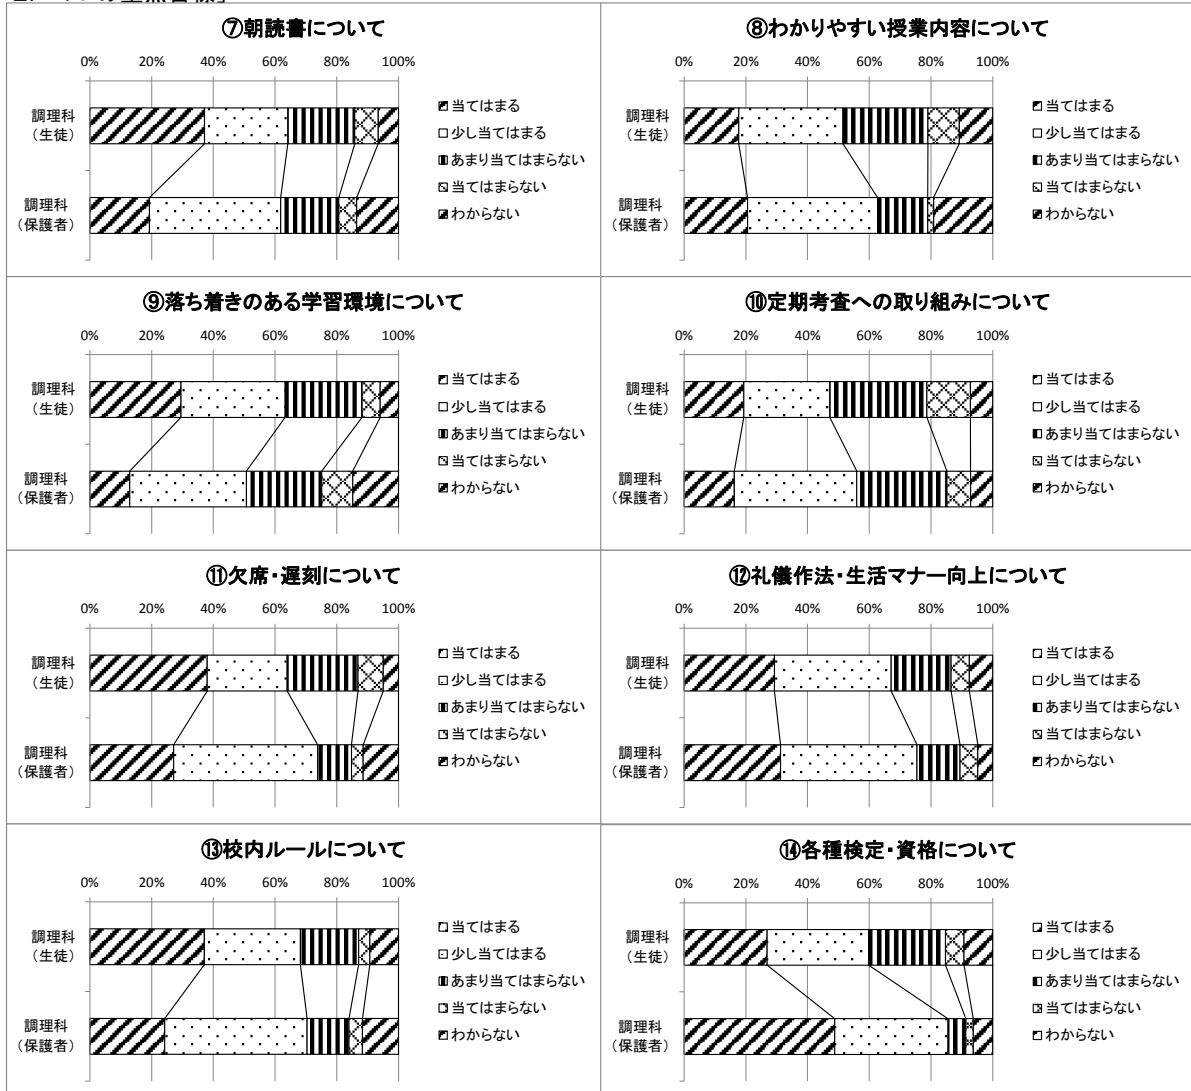 ⑦朝読書について
0% 20% 40% 60% 80% 100%
調理科
(生徒)
調理科
(保護者)
当てはまる
少し当てはまる
あまり当てはまらない
当てはまらない
わからない
⑧わかりやすい授業内容について
0% 20% 40% 60% 80% 100%
調理科
(生徒)
調理科
(保護者)
当てはまる
少し当てはまる
あまり当てはまらない
当てはまらない
わからない
⑨落ち着きのある学習環境について
0% 20% 40% 60% 80% 100%
調理科
(生徒)
調理科
(保護者)
当てはまる
少し当てはまる
あまり当てはまらない
当てはまらない
わからない
⑩定期考査への取り組みについて
0% 20% 40% 60% 80% 100%
調理科
(生徒)
調理科
(保護者)
当てはまる
少し当てはまる
あまり当てはまらない
当てはまらない
わからない
⑪欠席・遅刻について
0% 20% 40% 60% 80% 100%
調理科
(生徒)
調理科
(保護者)
当てはまる
少し当てはまる
あまり当てはまらない
当てはまらない
わからない
⑫礼儀作法・生活マナー向上について
0% 20% 40% 60% 80% 100%
調理科
(生徒)
調理科
(保護者)
当てはまる
少し当てはまる
あまり当てはまらない
当てはまらない
わからない
⑬校内ルールについて
0% 20% 40% 60% 80% 100%
調理科
(生徒)
調理科
(保護者)
当てはまる
少し当てはまる
あまり当てはまらない
当てはまらない
わからない
⑭各種検定・資格について
0% 20% 40% 60% 80% 100%
調理科
(生徒)
調理科
(保護者)
当てはまる
少し当てはまる
あまり当てはまらない
当てはまらない
わからない